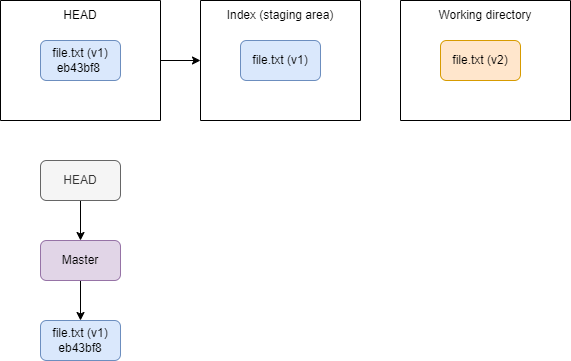 HEAD
file.txt (v1)
eb43bf8
Index (staging area)
file.txt (v1)
Working directory
file.txt (v2)
HEAD
Master
file.txt (v1)
eb43bf8